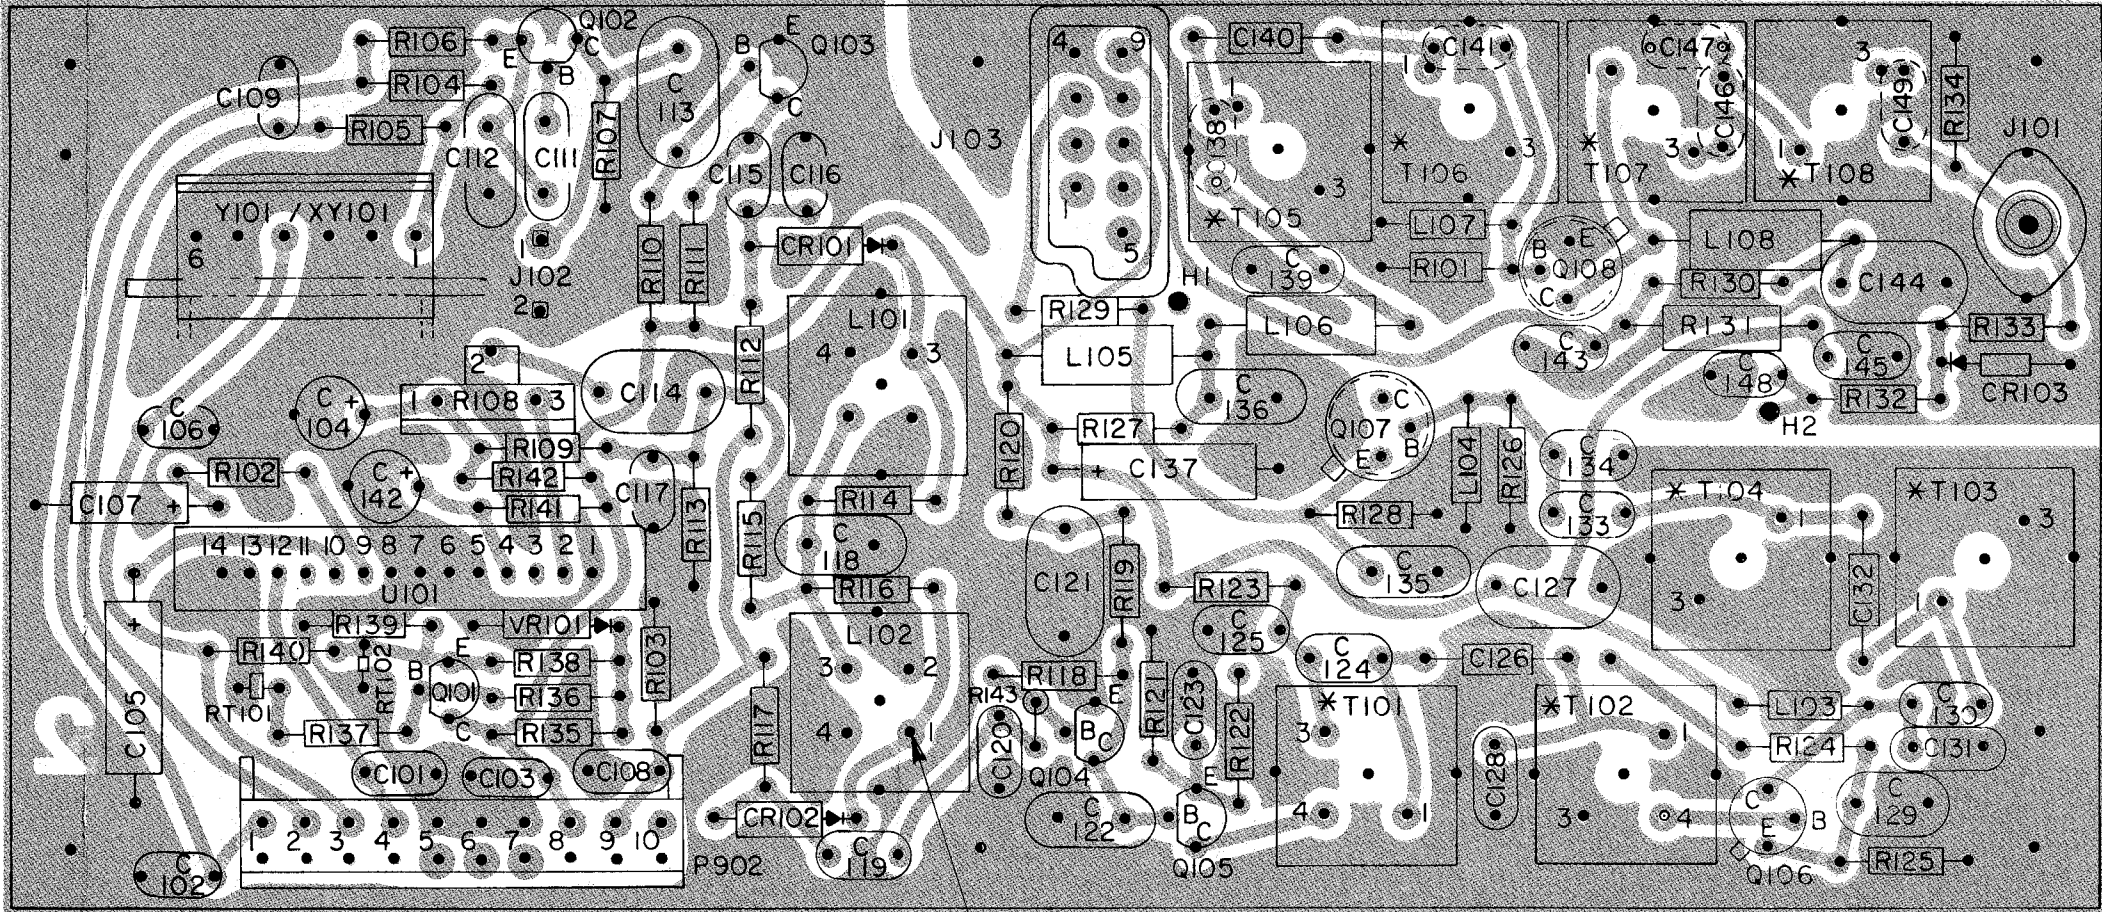 R106
E
Q102
C
B
R104
C109
R105
C112
C111
R107
C
113
B
E
Q103
C
C115
C116
J103
4
9
1
5
C140
1
C138
3
*T105
C141
1
*
T106
3
C147
1
*
T107
3
C146
3
1
*T108
C149
R134
J101
Y101 / XY101
6
1
1
J102
2
R110
R111
CR101
L107
R101
C
139
H1
B
E
Q108
C
L108
R130
C144
R129
L105
L106
R131
R133
C
143
C
148
C
145
R132
CR103
H2
L101
4
3
R112
2
1
R108
3
C114
C
106
C +
104
R109
R142
R141
C +
142
R102
C107 +
C117
R113
R115
R114
C
118
R116
R120
R127
+ C137
C
136
Q107
C
B
E
L104
R126
C
134
C
133
R128
C
135
C127
*T104
1
3
C132
*T103
3
1
14 13 12 11 10 9 8 7 6 5 4 3 2 1
U101
+
C105
R139
VR101
R140
RT102
RT101
R137
E
B
Q101
C
R138
R136
R135
R103
C101
C103
C108
1 2 3 4 5 6 7 8 9 10
C
102
P902
R117
CR102
C
119
L102
3
2
4
1
C121
R119
R118
R143
C120
E
B
C
Q104
R121
C123
R122
R123
C
125
C
124
C126
C
122
E
B
C
Q105
*T101
3
4
1
C128
*T102
1
3
4
L103
R124
C
130
C131
C
129
C
E
B
Q106
R125
21